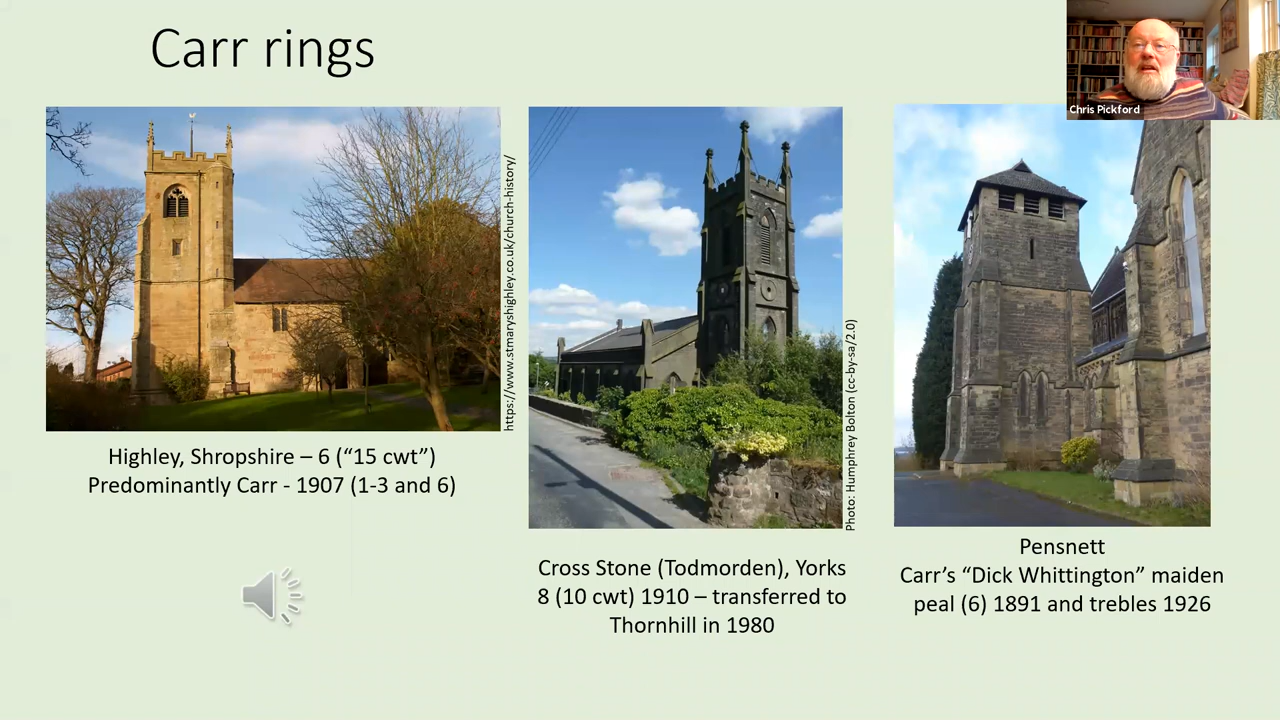 Carr rings
Chris Pickford
https://www.stmaryshighley.co.uk/church-history/
Highley, Shropshire – 6 (“15 cwt”)
Predominantly Carr - 1907 (1-3 and 6)
Photo: Humphrey Bolton (cc-by-sa/2.0)
Cross Stone (Todmorden), Yorks
8 (10 cwt) 1910 – transferred to
Thornhill in 1980
Pensnett
Carr’s “Dick Whittington” maiden
peal (6) 1891 and trebles 1926